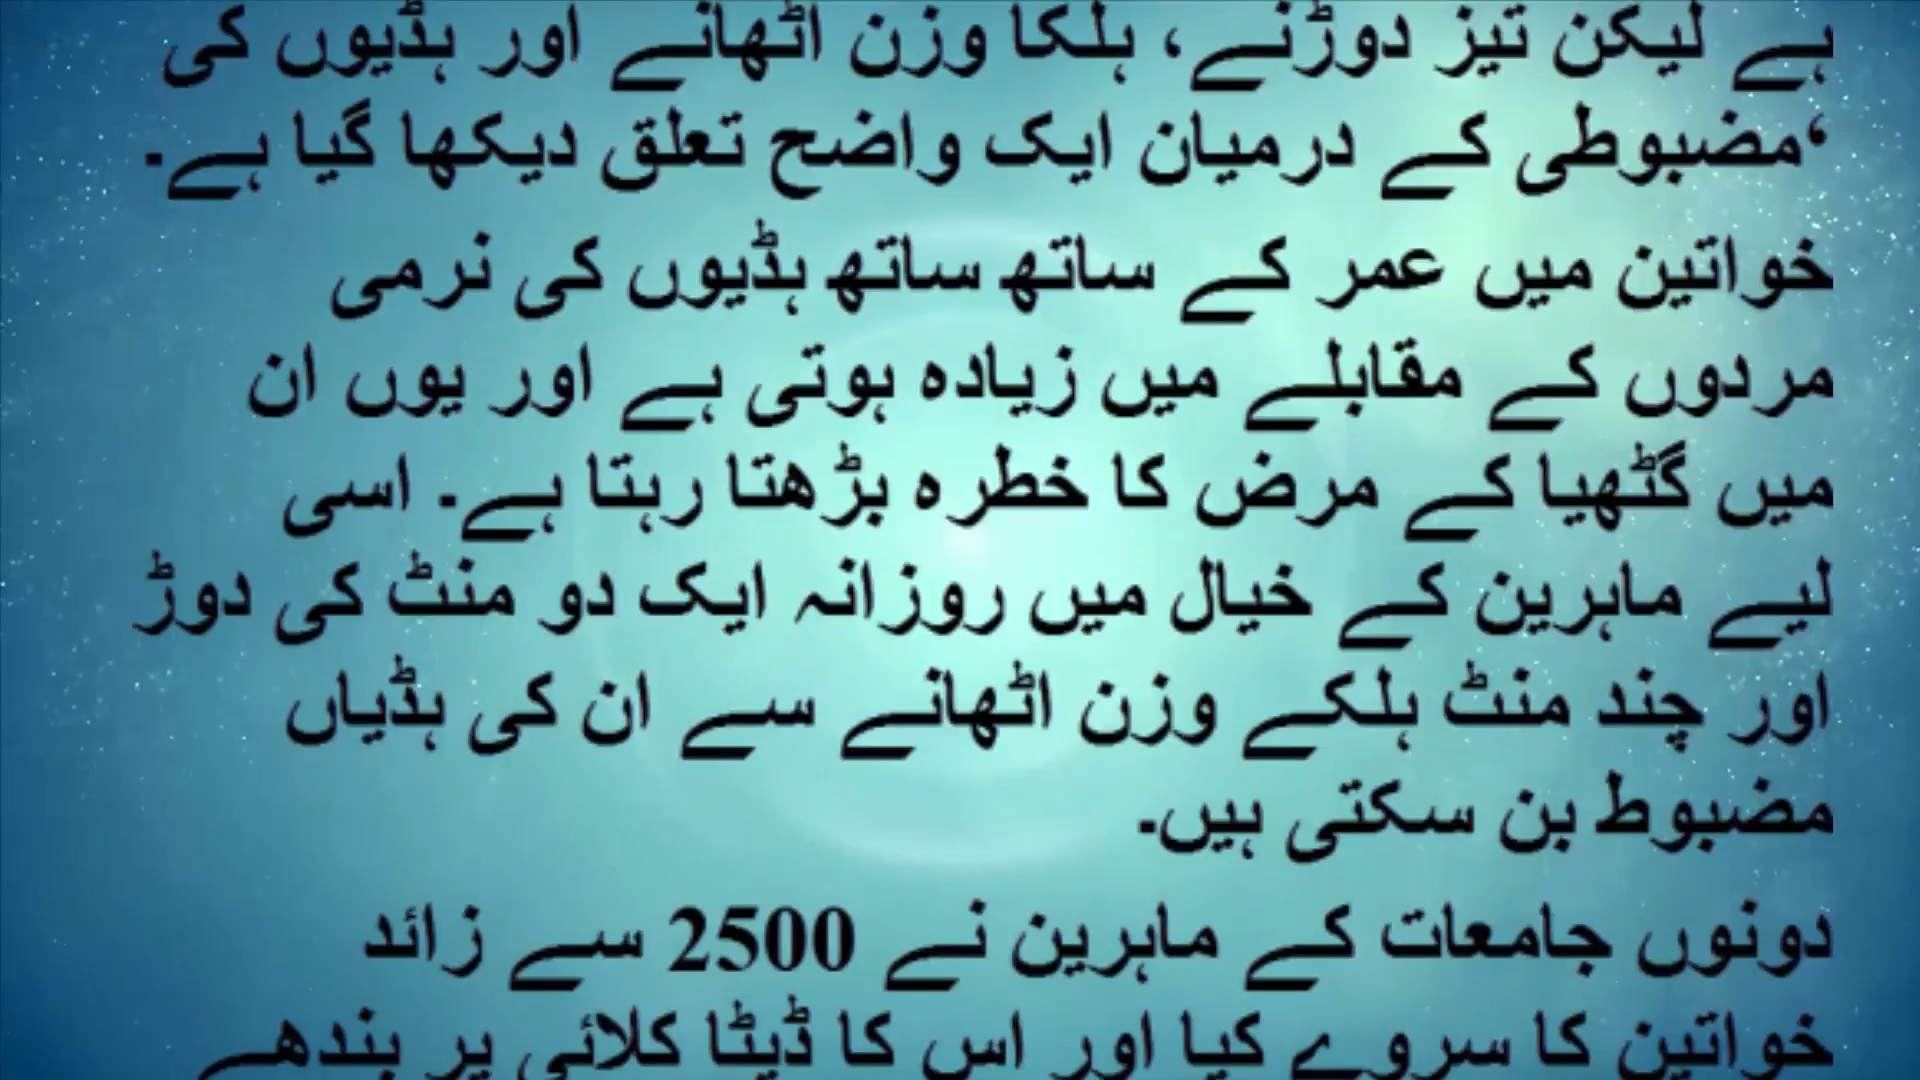 ہے لیکن تیز دوڑنے، ہلکا وزن اٹھانے اور ہڈیوں کی
‘مضبوطی کے درمیان ایک واضح تعلق دیکھا گیا ہے۔
خواتین میں عمر کے ساتھ ساتھ ہڈیوں کی نرمی
مردوں کے مقابلے میں زیادہ ہوتی ہے اور یوں ان
میں گٹھیا کے مرض کا خطرہ بڑھتا رہتا ہے۔ اسی
لیے ماہرین کے خیال میں روزانہ ایک دو منٹ کی دوڑ
اور چند منٹ ہلکے وزن اٹھانے سے ان کی ہڈیاں
مضبوط بن سکتی ہیں۔
دونوں جامعات کے ماہرین نے 2500 سے زائد
خواتین کا سروے کیا اور اس کا ڈیٹا کلائی پر بندھے